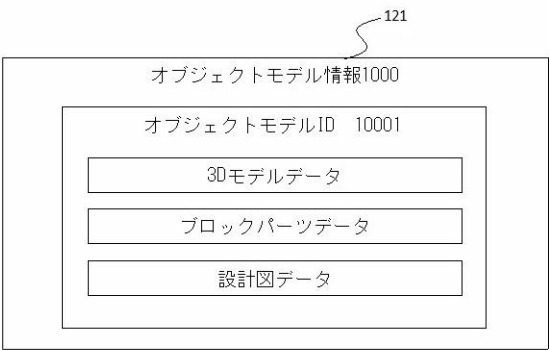 121
オブジェクトモデル情報1000
オブジェクトモデルID　10001
3Dモデルデータ
ブロックパーツデータ
設計図データ